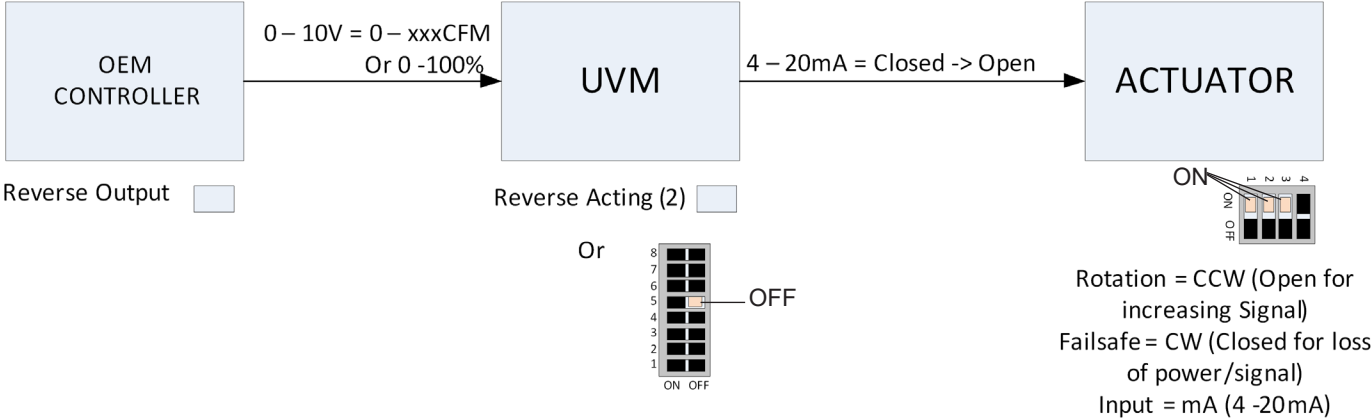 OEM
CONTROLLER
0 – 10V = 0 – xxxCFM
Or 0 -100%
UVM
4 – 20mA = Closed -> Open
ACTUATOR
Reverse Output
Reverse Acting (2)
Or
8
7
6
5
4
3
2
1
ON OFF
OFF
ON
1 2 3 4
ON
OFF
Rotation = CCW (Open for
increasing Signal)
Failsafe = CW (Closed for loss
of power/signal)
Input = mA (4 -20mA)